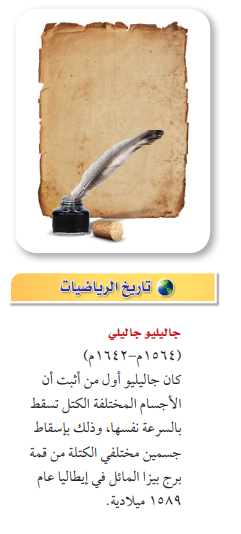 تاريخ الرياضيات
جاليليو جاليلي
(١٥٦٤م-١٦٤٢م)
كان جاليليو أول من أثبت أن
الأجسام المختلفة الكتل تسقط
بالسرعة نفسها، وذلك بإسقاط
جسمين مختلفي الكتلة من قمة
برج بيزا المائل في إيطاليا عام
١٥٨٩ ميلادية.